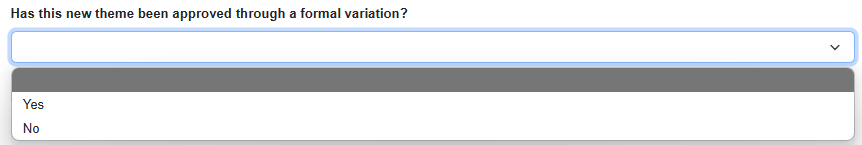 Has this new theme been approved through a formal variation?
Yes
No